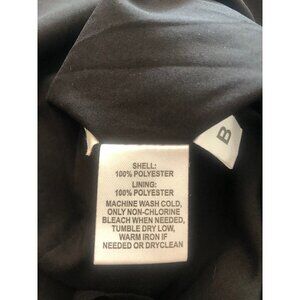 SHELL:
100% POLYESTER
LINING:
100% POLYESTER
MACHINE WASH COLD,
ONLY NON-CHLORINE
BLEACH WHEN NEEDED,
TUMBLE DRY LOW,
WARM IRON IF
NEEDED OR DRYCLEAN
B